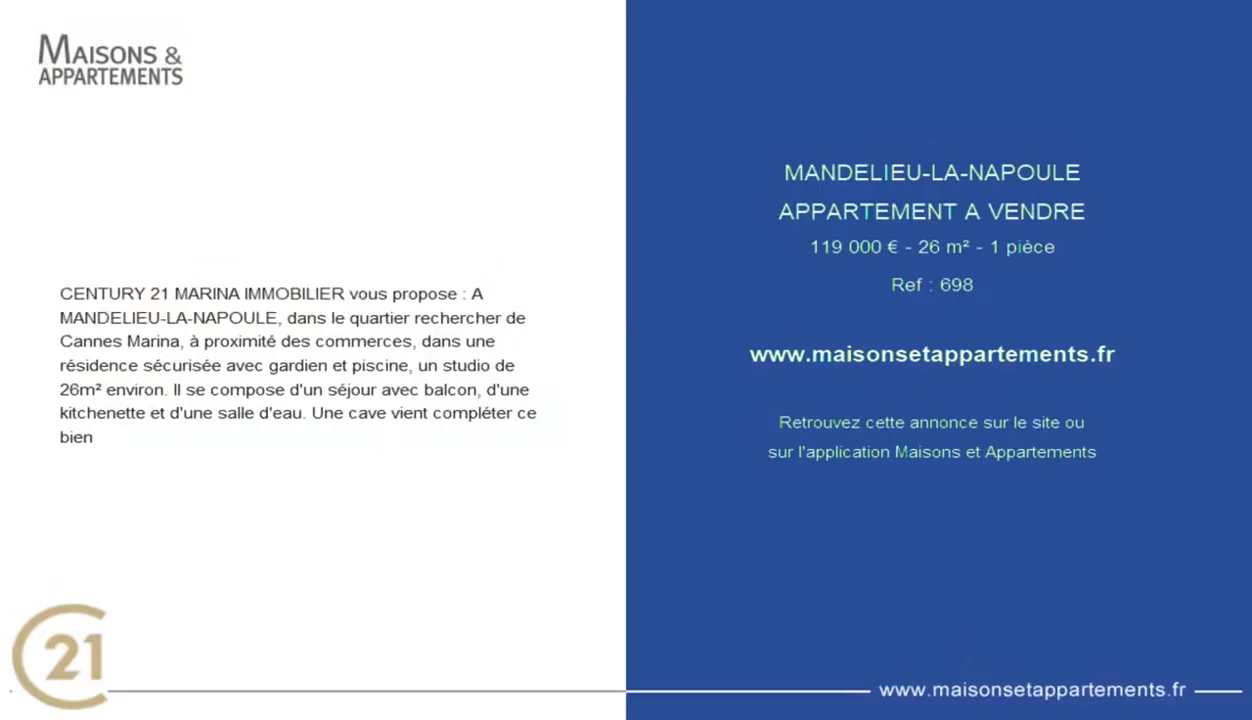 MAISONS &
APPARTEMENTS
CENTURY 21 MARINA IMMOBILIER vous propose : A
MANDELIEU-LA-NAPOULE, dans le quartier rechercher de
Cannes Marina, à proximité des commerces, dans une
résidence sécurisée avec gardien et piscine, un studio de
26m² environ. Il se compose d'un séjour avec balcon, d'une
kitchenette et d'une salle d'eau. Une cave vient compléter ce
bien
21
MANDELIEU-LA-NAPOULE
APPARTEMENT A VENDRE
119 000 € - 26 m² - 1 pièce
Ref : 698
www.maisonsetappartements.fr
Retrouvez cette annonce sur le site ou
sur l'application Maisons et Appartements
www.maisonsetappartements.fr